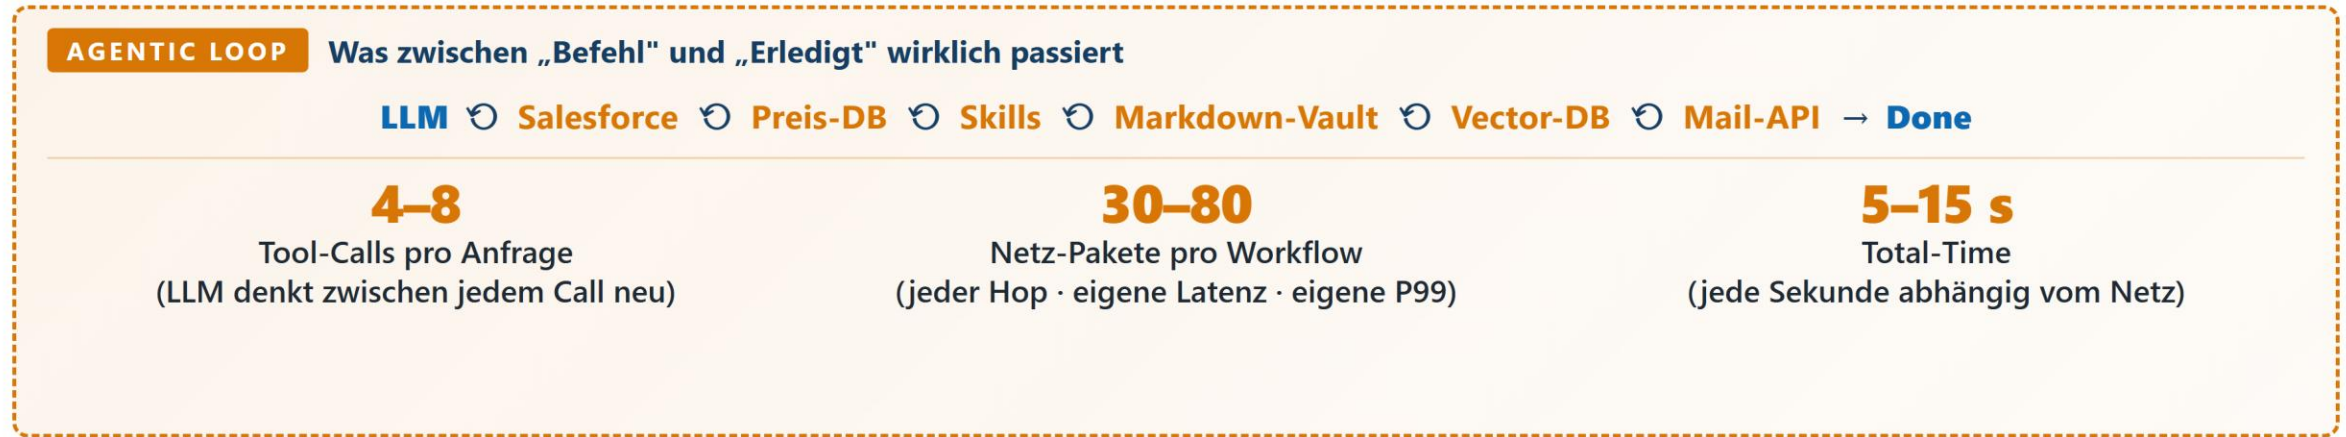 AGENTIC LOOP Was zwischen „Befehl" und „Erledigt" wirklich passiert
LLM ↻ Salesforce ↻ Preis-DB ↻ Skills ↻ Markdown-Vault ↻ Vector-DB ↻ Mail-API → Done
4–8
Tool-Calls pro Anfrage
(LLM denkt zwischen jedem Call neu)
30–80
Netz-Pakete pro Workflow
(jeder Hop · eigene Latenz · eigene P99)
5–15 s
Total-Time
(jede Sekunde abhängig vom Netz)